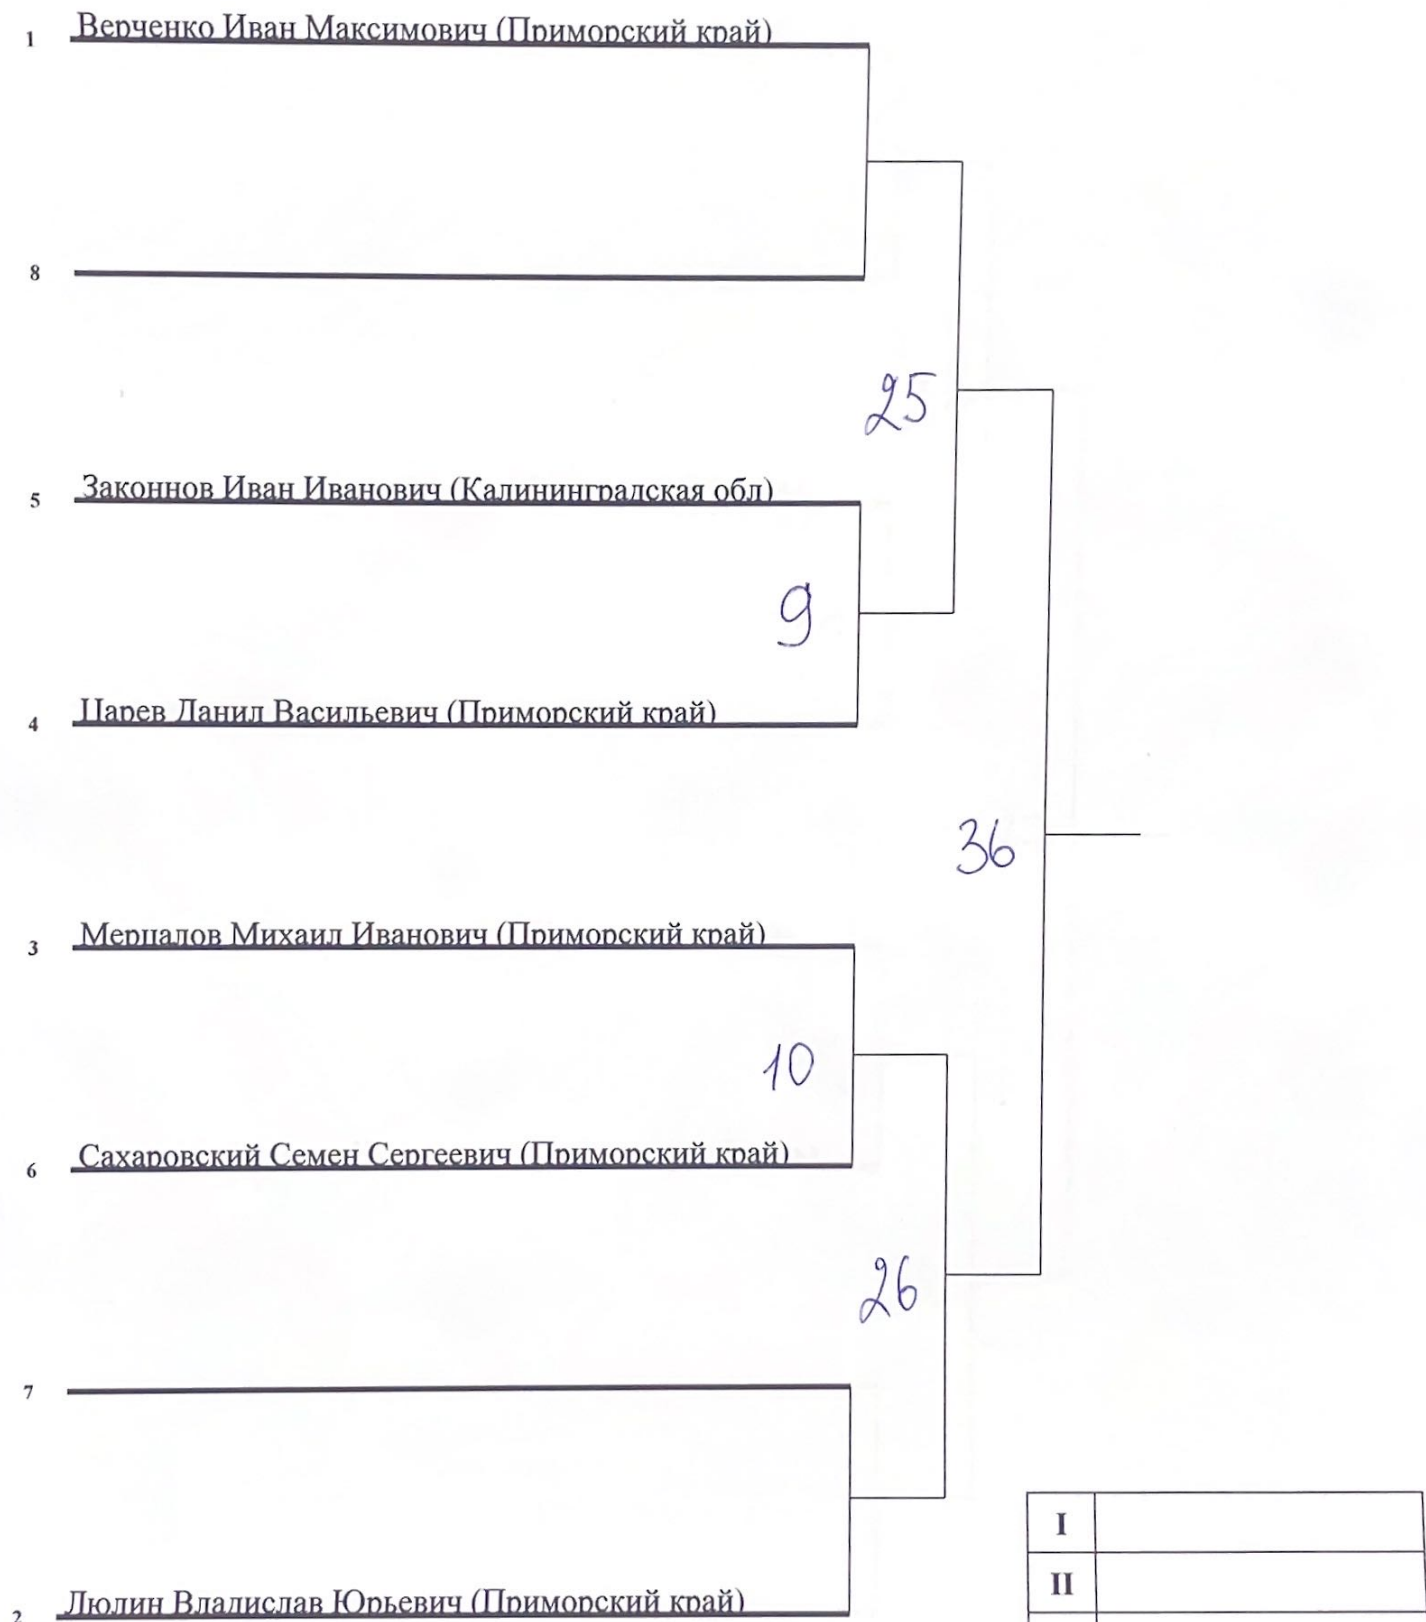 1 Верченко Иван Максимович (Приморский край)
8
25
5 Законнов Иван Иванович (Калининградская обл)
9
4 Царев Данил Васильевич (Приморский край)
36
3 Мерцалов Михаил Иванович (Приморский край)
10
6 Сахаровский Семен Сергеевич (Приморский край)
26
7
I
II
2 Люлин Владислав Юрьевич (Приморский край)